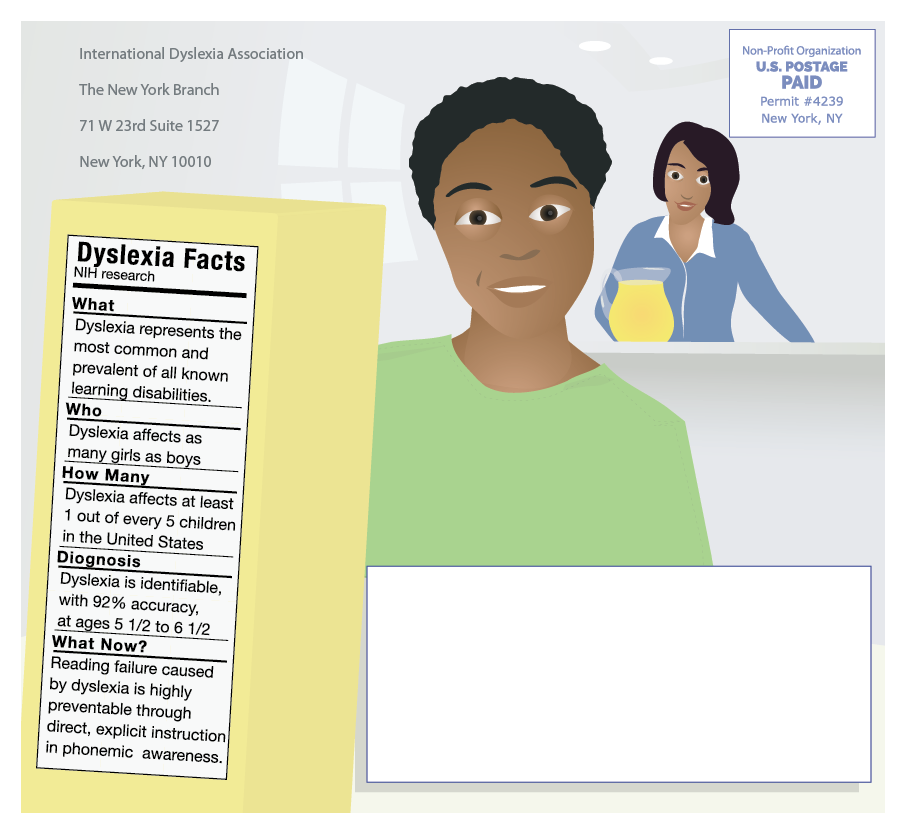 International Dyslexia Association
The New York Branch
71 W 23rd Suite 1527
New York, NY 10010
Non-Profit Organization
U.S. POSTAGE
PAID
Permit #4239
New York, NY
Dyslexia Facts
NIH research
What
Dyslexia represents the
most common and
prevalent of all known
learning disabilities.
Who
Dyslexia affects as
many girls as boys
How Many
Dyslexia affects at least
1 out of every 5 children
in the United States
Diognosis
Dyslexia is identifiable,
with 92% accuracy,
at ages 5 1/2 to 6 1/2
What Now?
Reading failure caused
by dyslexia is highly
preventable through
direct, explicit instruction
in phonemic awareness.